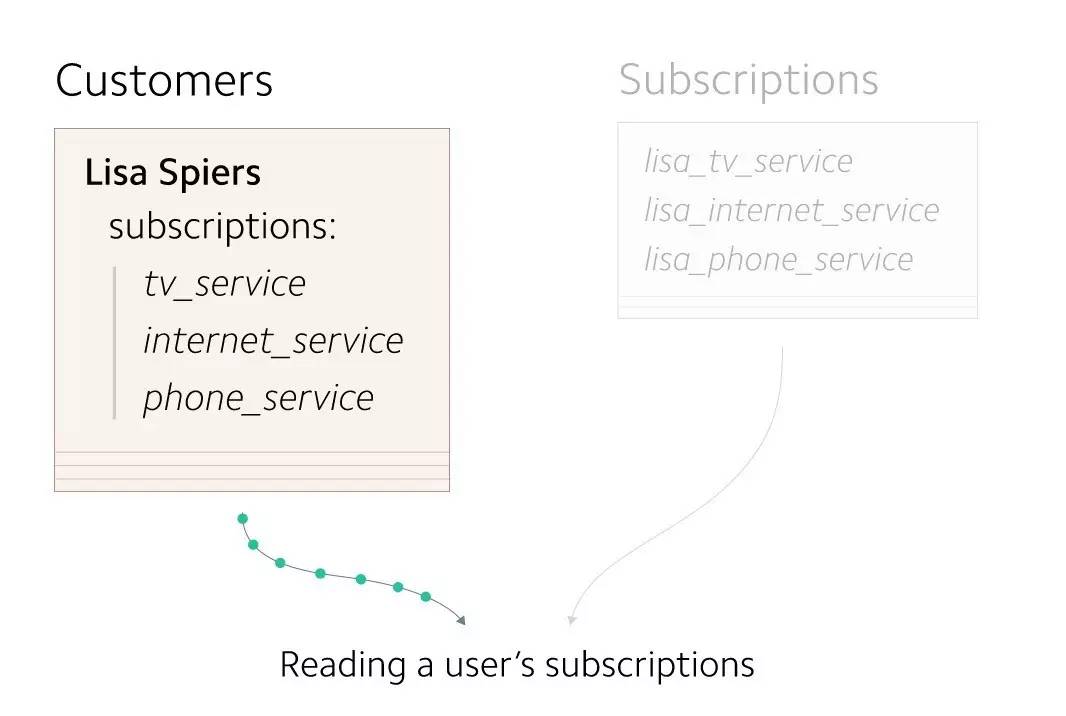 Customers
Lisa Spiers
subscriptions:
tv_service
internet_service
phone_service
Subscriptions
lisa_tv_service
lisa_internet_service
lisa_phone_service
Reading a user’s subscriptions